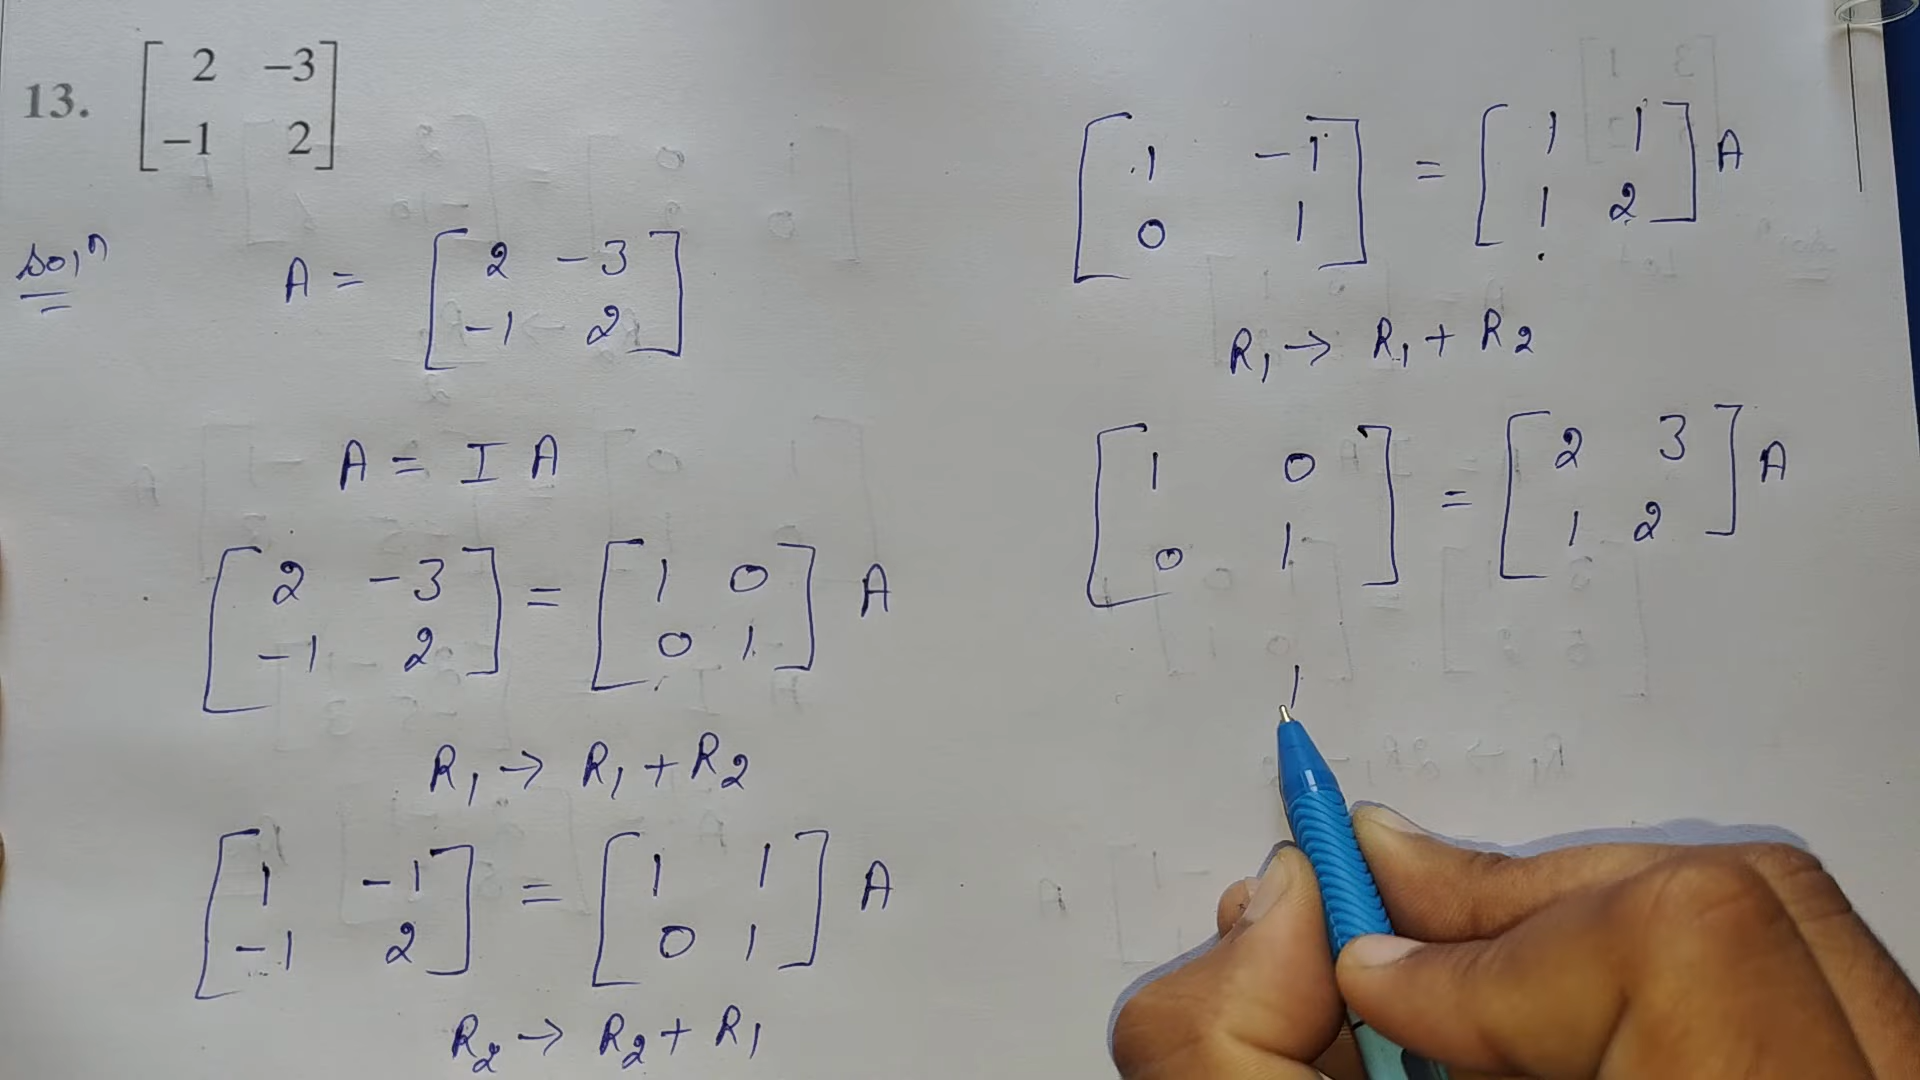 13. [ 2 -3
-1 2 ]
Solⁿ A = [ 2 -3
-1 2 ]
A = I A
[ 2 -3
-1 2 ] = [ 1 0
0 1 ] A
R₁ → R₁ + R₂
[ 1 -1
-1 2 ] = [ 1 1
0 1 ] A
R₂ → R₂ + R₁
[ 1 -1
0 1 ] = [ 1 1
1 2 ] A
R₁ → R₁ + R₂
[ 1 0
0 1 ] = [ 2 3
1 2 ] A